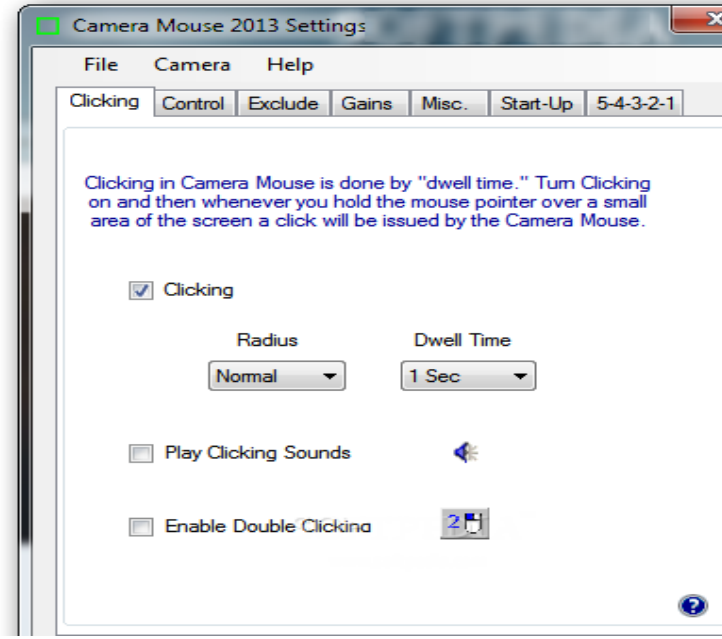 Camera Mouse 2013 Settings
File Camera Help
Clicking Control Exclude Gains Misc. Start-Up 5-4-3-2-1
Clicking in Camera Mouse is done by "dwell time." Turn Clicking
on and then whenever you hold the mouse pointer over a small
area of the screen a click will be issued by the Camera Mouse.
Clicking
Radius Dwell Time
Normal 1 Sec
Play Clicking Sounds
Enable Double Clicking 2
?